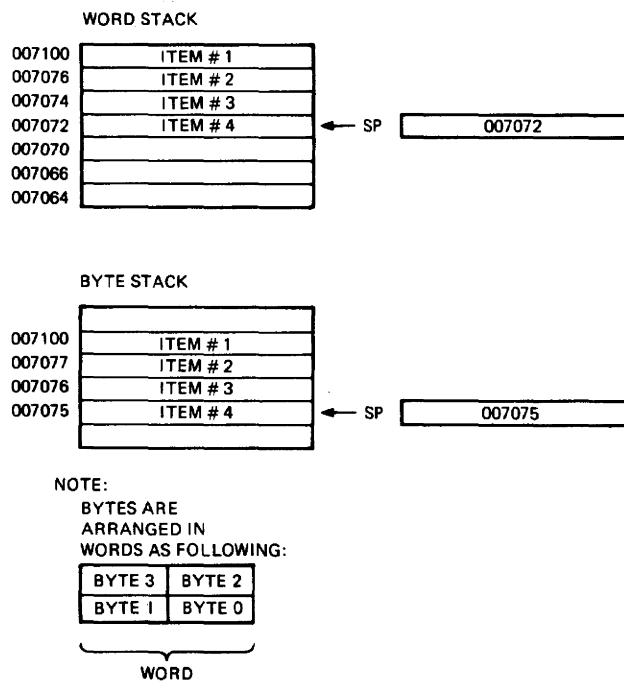 WORD STACK
007100 ITEM # 1
007076 ITEM # 2
007074 ITEM # 3
007072 ITEM # 4 SP 007072
007070
007066
007064
BYTE STACK
007100 ITEM # 1
007077 ITEM # 2
007076 ITEM # 3
007075 ITEM # 4 SP 007075
NOTE:
BYTES ARE
ARRANGED IN
WORDS AS FOLLOWING:
BYTE 3 BYTE 2
BYTE 1 BYTE 0
WORD